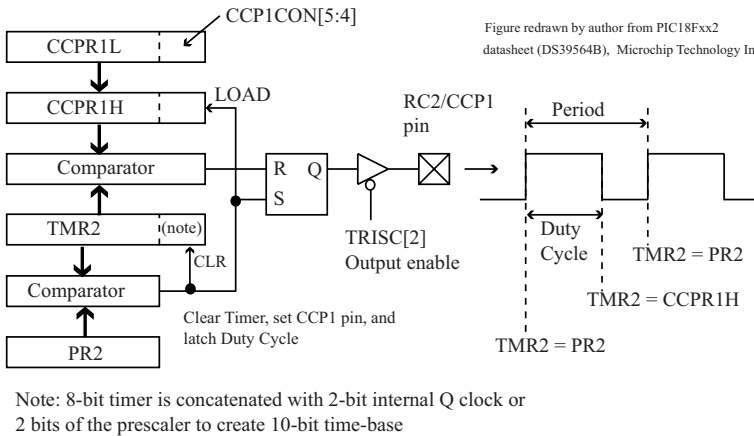 CCP1CON[5:4]
Figure redrawn by author from PIC18Fxx2
datasheet (DS39564B), Microchip Technology In
CCPR1L
CCPR1H
LOAD
RC2/CCP1
pin
Period
Comparator
R
Q
S
TMR2
(note)
CLR
TRISC[2]
Output enable
Duty
Cycle
TMR2 = PR2
Comparator
TMR2 = CCPR1H
Clear Timer, set CCP1 pin, and
latch Duty Cycle
TMR2 = PR2
PR2
Note: 8-bit timer is concatenated with 2-bit internal Q clock or
2 bits of the prescaler to create 10-bit time-base